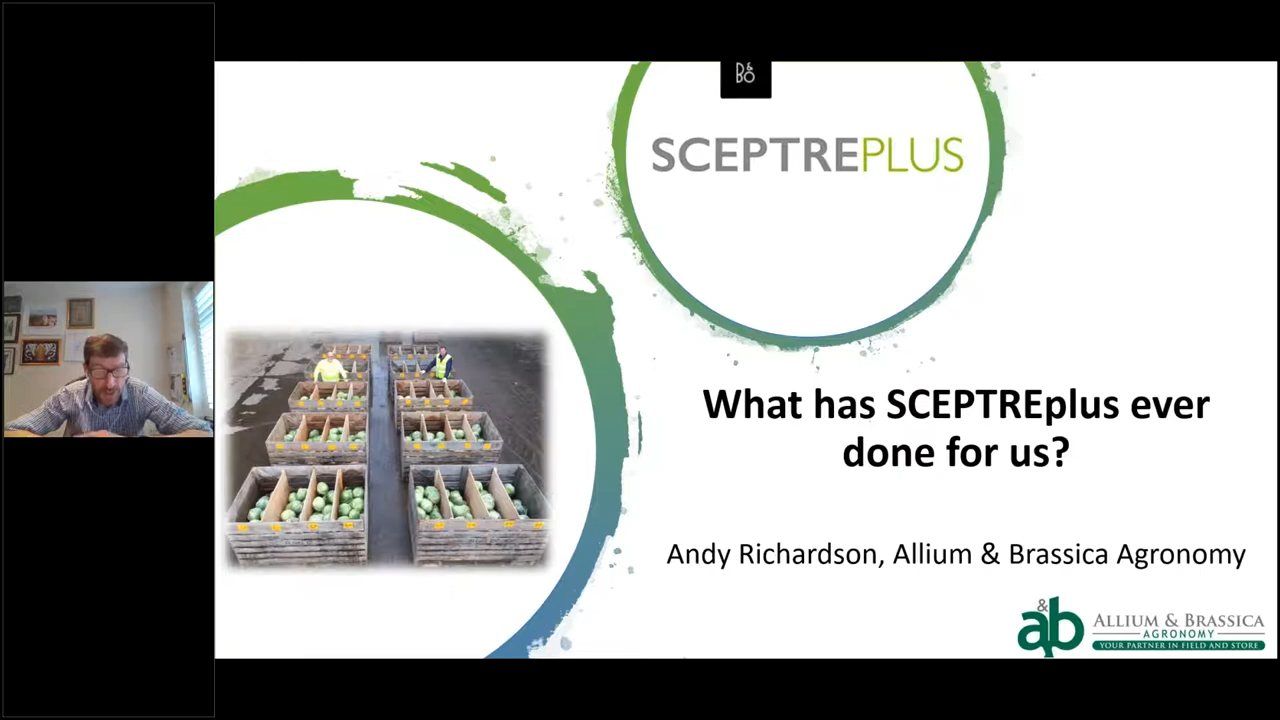 B&O
SCEPTREPLUS
What has SCEPTREplus ever
done for us?
Andy Richardson, Allium & Brassica Agronomy
&
ab
ALLIUM & BRASSICA
AGRONOMY
YOUR PARTNER IN FIELD AND STORE